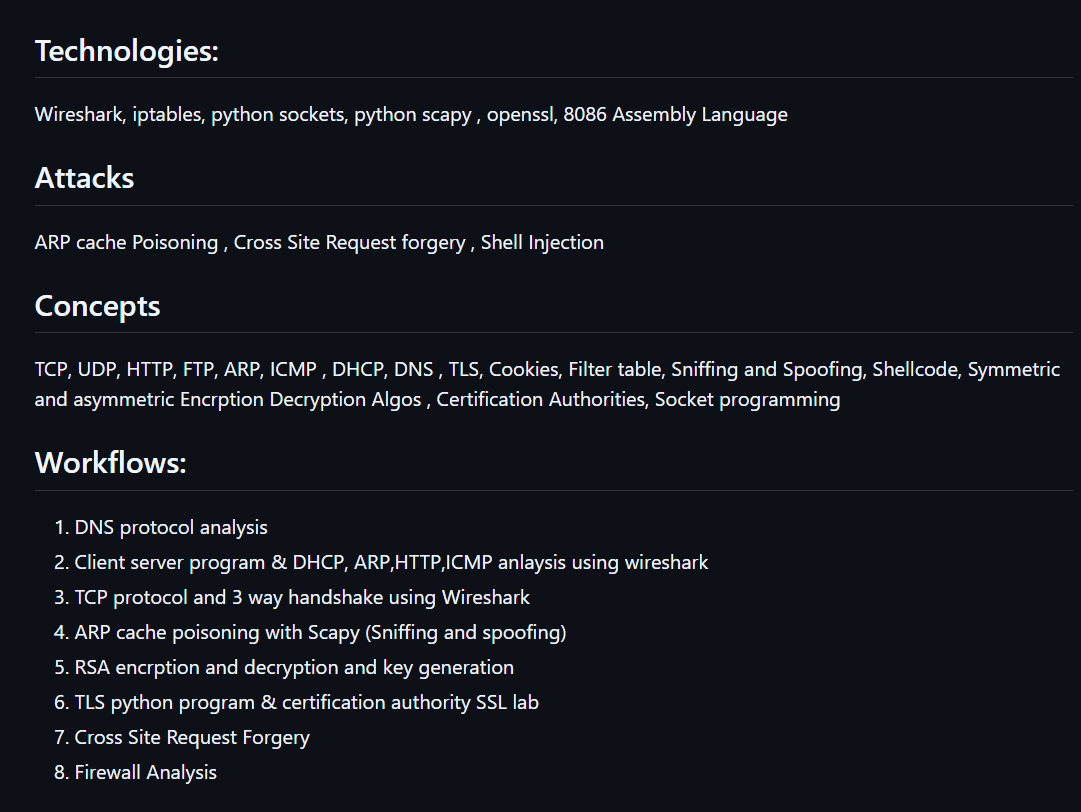 Technologies:
Wireshark, iptables, python sockets, python scapy , openssl, 8086 Assembly Language
Attacks
ARP cache Poisoning , Cross Site Request forgery , Shell Injection
Concepts
TCP, UDP, HTTP, FTP, ARP, ICMP , DHCP, DNS , TLS, Cookies, Filter table, Sniffing and Spoofing, Shellcode, Symmetric
and asymmetric Encrption Decryption Algos , Certification Authorities, Socket programming
Workflows:
1. DNS protocol analysis
2. Client server program & DHCP, ARP,HTTP,ICMP anlaysis using wireshark
3. TCP protocol and 3 way handshake using Wireshark
4. ARP cache poisoning with Scapy (Sniffing and spoofing)
5. RSA encrption and decryption and key generation
6. TLS python program & certification authority SSL lab
7. Cross Site Request Forgery
8. Firewall Analysis